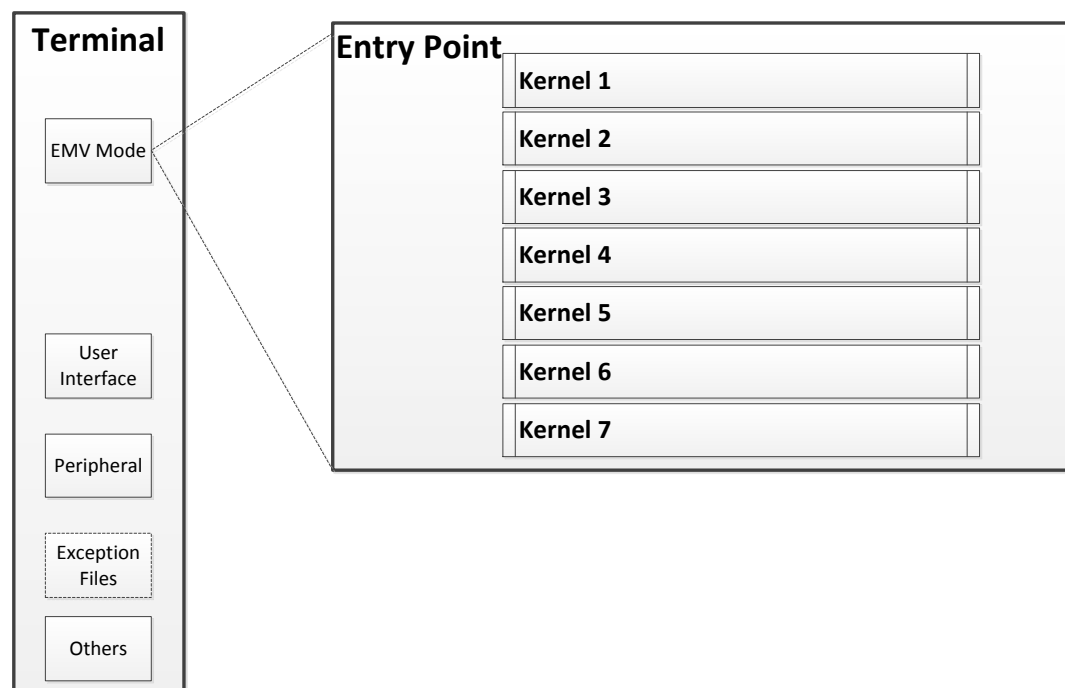 Terminal
EMV Mode
User
Interface
Peripheral
Exception
Files
Others
Entry Point
Kernel 1
Kernel 2
Kernel 3
Kernel 4
Kernel 5
Kernel 6
Kernel 7